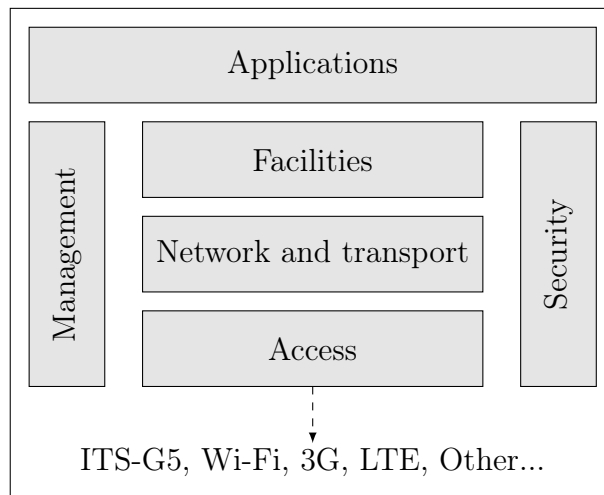 Applications
Management
Facilities
Network and transport
Access
Security
ITS-G5, Wi-Fi, 3G, LTE, Other...